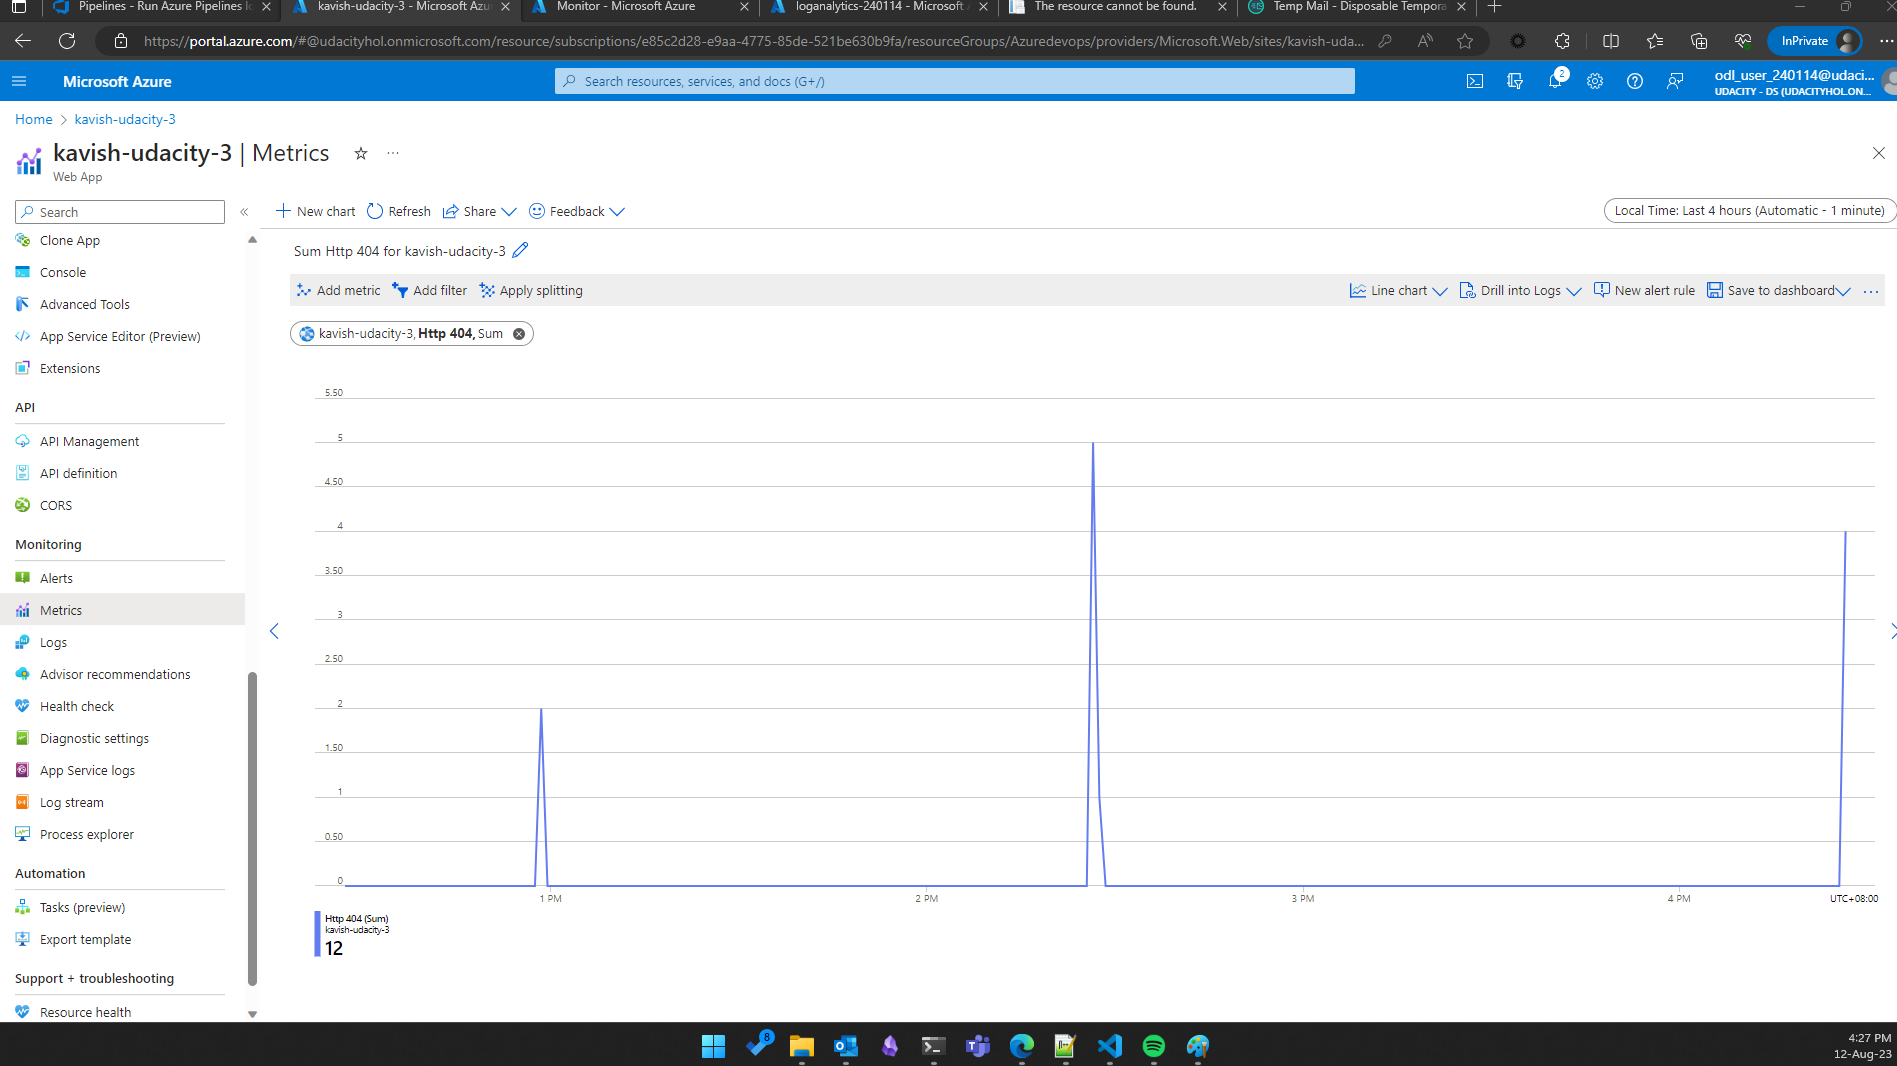 Pipelines - Run Azure Pipelines
kavish-udacity-3 - Microsoft Azu
Monitor - Microsoft Azure
loganalytics-240114 - Microsoft
The resource cannot be found.
Temp Mail - Disposable Tempora
https://portal.azure.com/#@udacityhol.onmicrosoft.com/resource/subscriptions/e85c2d28-e9aa-4775-85de-521be630b9fa/resourceGroups/Azuredevops/providers/Microsoft.Web/sites/kavish-uda...
InPrivate
Microsoft Azure
Search resources, services, and docs (G+/)
2
odl_user_240114@udaci...
UDACITY - DS (UDACITYHOL.ON...
Home > kavish-udacity-3
kavish-udacity-3 | Metrics
Web App
Search
New chart
Refresh
Share
Feedback
Local Time: Last 4 hours (Automatic - 1 minute)
Clone App
Console
Advanced Tools
App Service Editor (Preview)
Extensions
API
API Management
API definition
CORS
Monitoring
Alerts
Metrics
Logs
Advisor recommendations
Health check
Diagnostic settings
App Service logs
Log stream
Process explorer
Automation
Tasks (preview)
Export template
Support + troubleshooting
Resource health
Sum Http 404 for kavish-udacity-3
Add metric
Add filter
Apply splitting
Line chart
Drill into Logs
New alert rule
Save to dashboard
kavish-udacity-3, Http 404, Sum
5.50
5
4.50
4
3.50
3
2.50
2
1.50
1
0.50
0
1 PM
2 PM
3 PM
4 PM
UTC+08:00
Http 404 (Sum)
kavish-udacity-3
12
8
4:27 PM
12-Aug-23